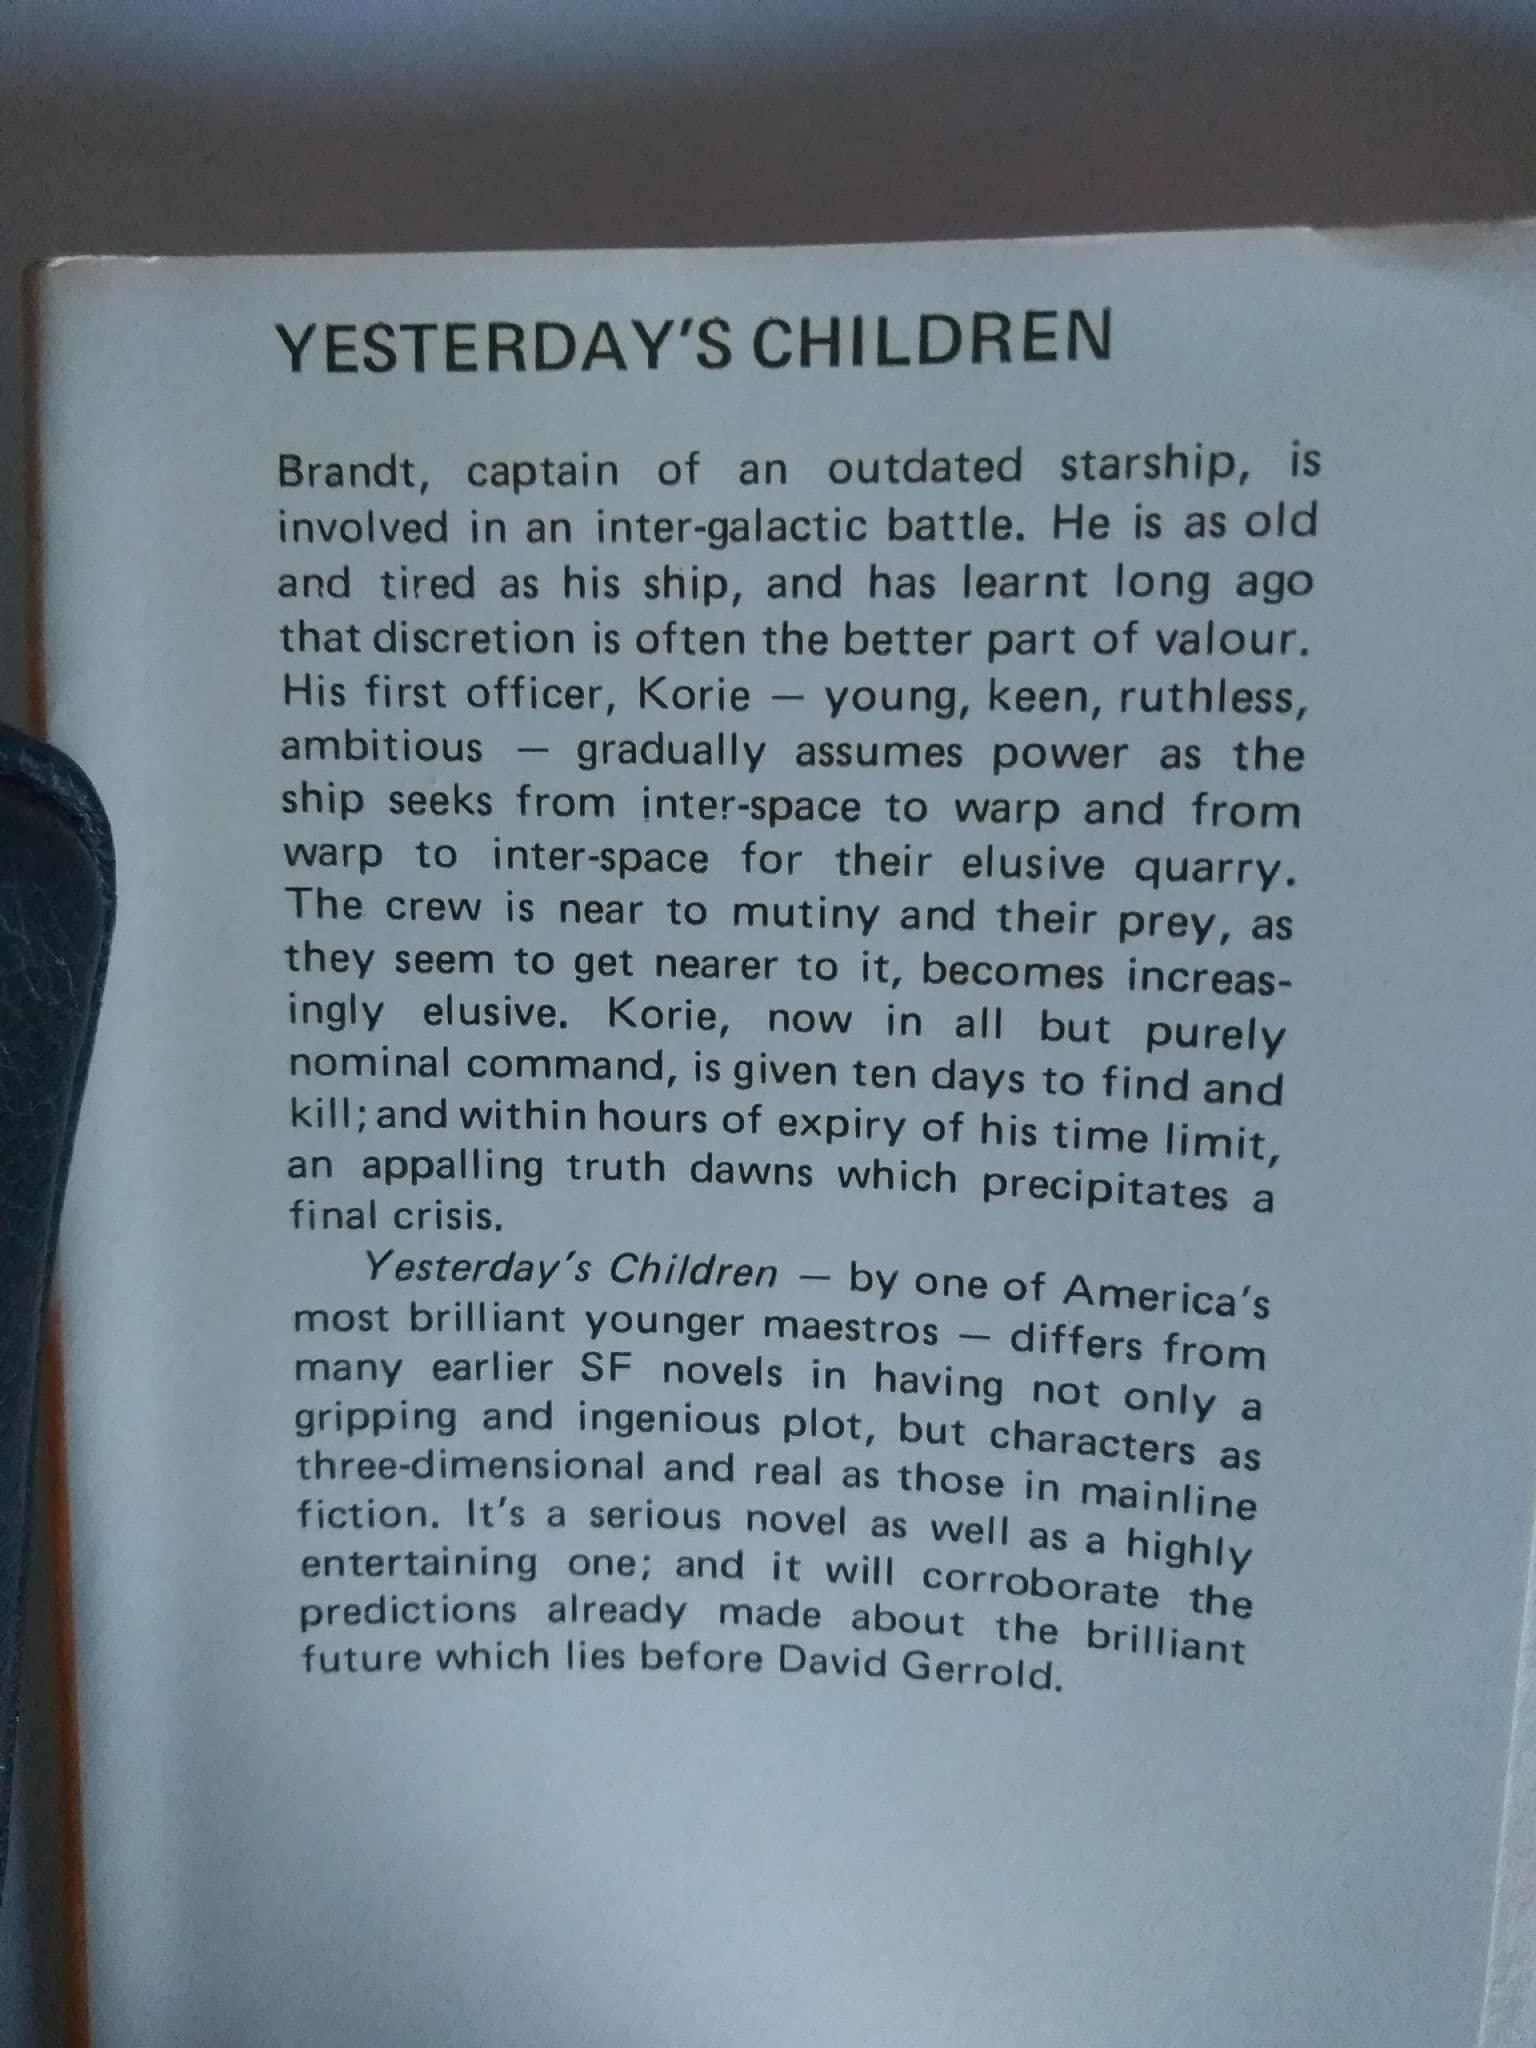 YESTERDAY'S CHILDREN
Brandt, captain of an outdated starship, is
involved in an inter-galactic battle. He is as old
and tired as his ship, and has learnt long ago
that discretion is often the better part of valour.
His first officer, Korie — young, keen, ruthless,
ambitious — gradually assumes power as the
ship seeks from inter-space to warp and from
warp to inter-space for their elusive quarry.
The crew is near to mutiny and their prey, as
they seem to get nearer to it, becomes increas-
ingly elusive. Korie, now in all but purely
nominal command, is given ten days to find and
kill; and within hours of expiry of his time limit,
an appalling truth dawns which precipitates a
final crisis.
Yesterday's Children — by one of America's
most brilliant younger maestros — differs from
many earlier SF novels in having not only a
gripping and ingenious plot, but characters as
three-dimensional and real as those in mainline
fiction. It's a serious novel as well as a highly
entertaining one; and it will corroborate the
predictions already made about the brilliant
future which lies before David Gerrold.